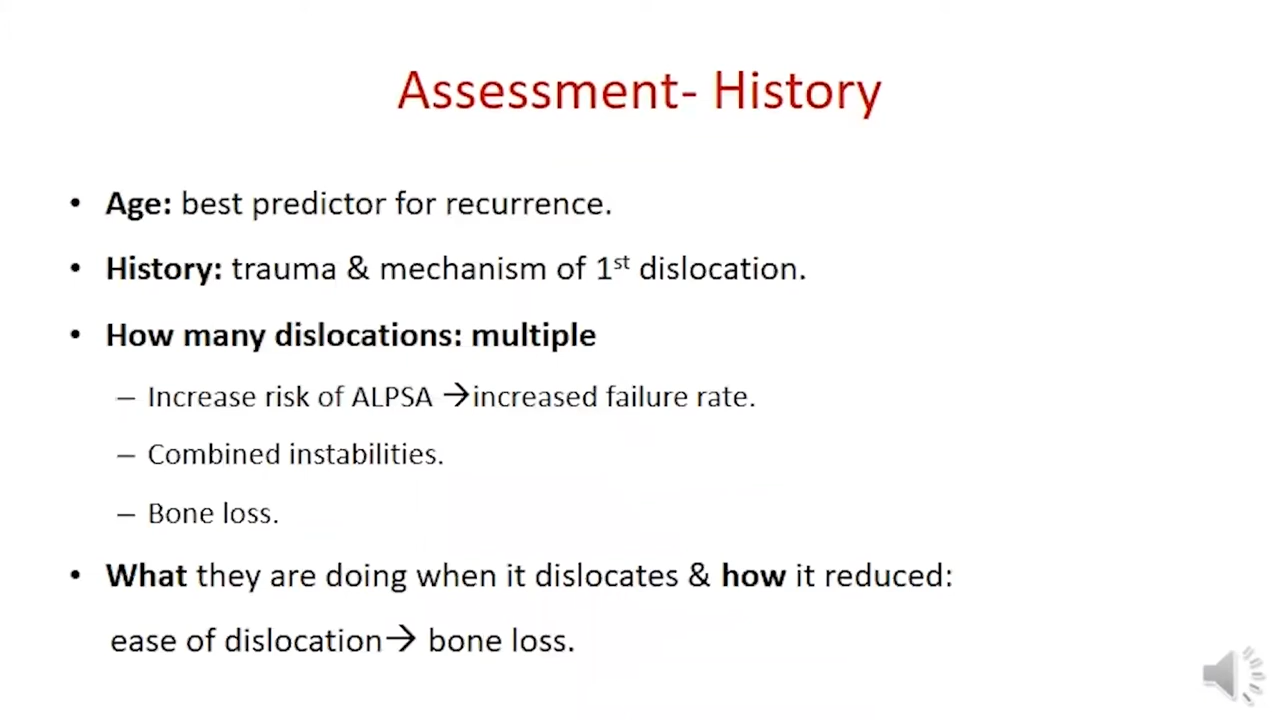 Assessment- History
• Age: best predictor for recurrence.
• History: trauma & mechanism of 1st dislocation.
• How many dislocations: multiple
– Increase risk of ALPSA →increased failure rate.
– Combined instabilities.
– Bone loss.
• What they are doing when it dislocates & how it reduced:
ease of dislocation→ bone loss.